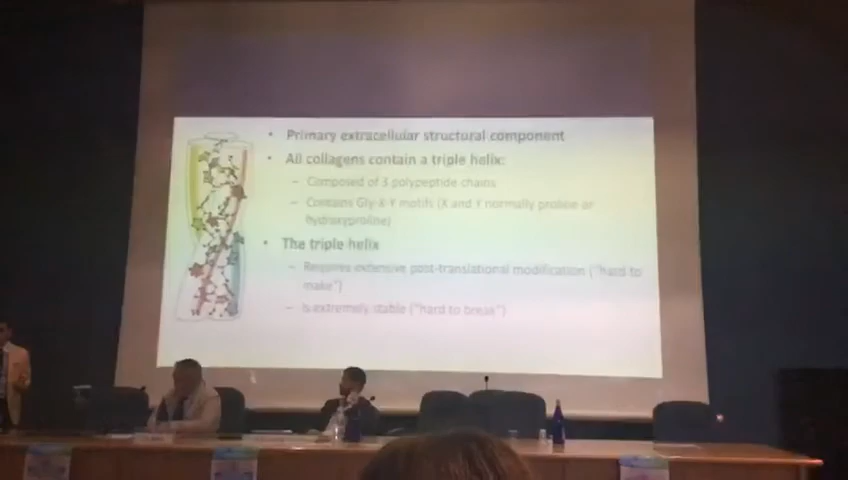 • Primary extracellular structural component
• All collagens contain a triple helix:
– Composed of 3 polypeptide chains
– Contains Gly-X-Y motifs (X and Y normally proline or
hydroxyproline)
• The triple helix
– Requires extensive post-translational modification ("hard to
make")
– Is extremely stable ("hard to break")